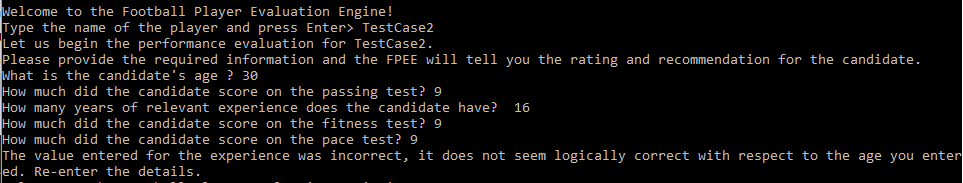 Welcome to the Football Player Evaluation Engine!
Type the name of the player and press Enter> TestCase2
Let us begin the performance evaluation for TestCase2.
Please provide the required information and the FPEE will tell you the rating and recommendation for the candidate.
What is the candidate's age ? 30
How much did the candidate score on the passing test? 9
How many years of relevant experience does the candidate have?  16
How much did the candidate score on the fitness test? 9
How much did the candidate score on the pace test? 9
The value entered for the experience was incorrect, it does not seem logically correct with respect to the age you enter
ed. Re-enter the details.